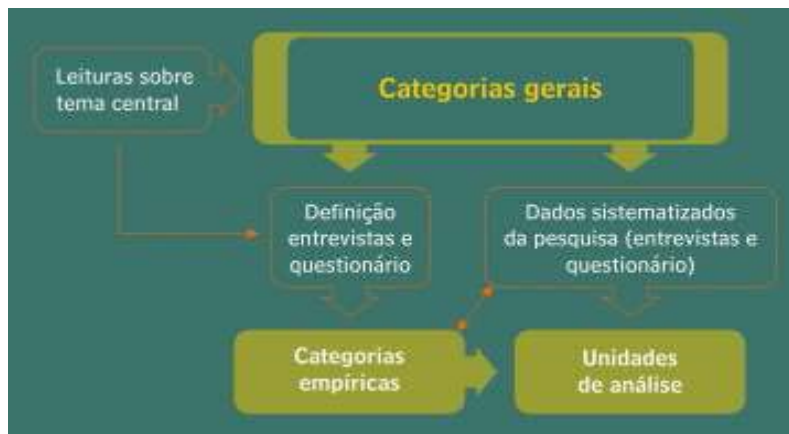 Leituras sobre
tema central
Categorias gerais
Definição
entrevistas e
questionário
Dados sistematizados
da pesquisa (entrevistas e
questionário)
Categorias
empíricas
Unidades
de análise